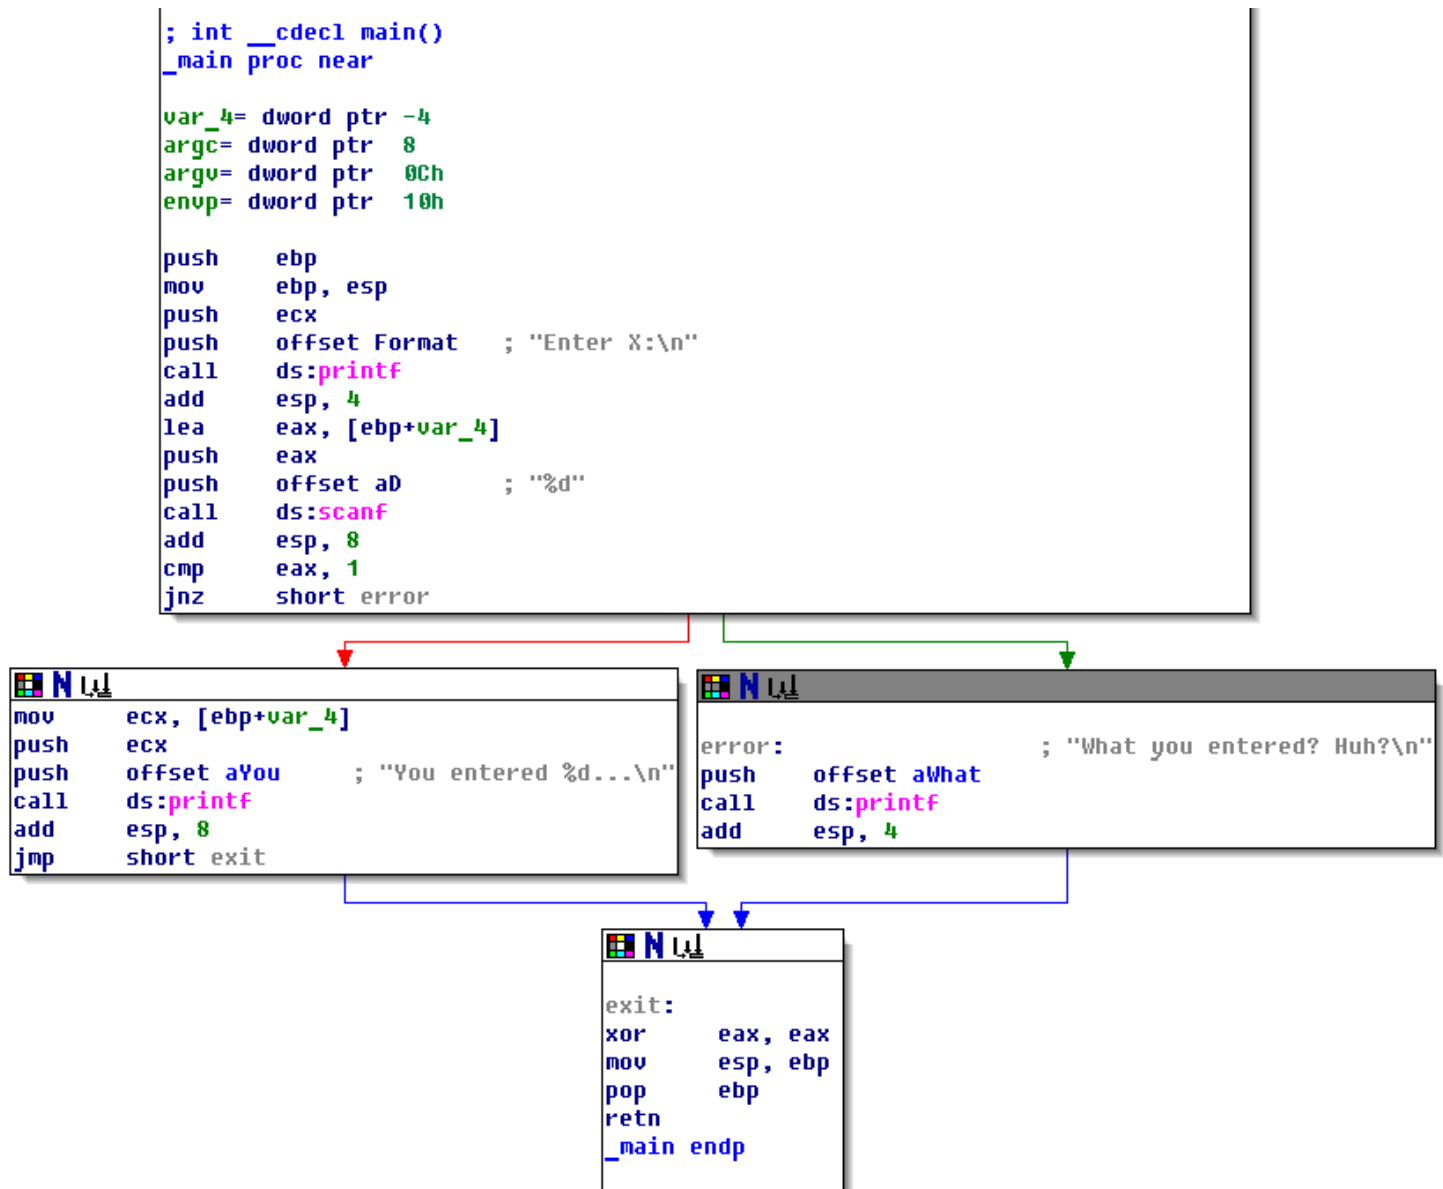 ; int __cdecl main()
_main proc near
var_4= dword ptr -4
argc= dword ptr  8
argv= dword ptr  0Ch
envp= dword ptr  10h
push    ebp
mov     ebp, esp
push    ecx
push    offset Format   ; "Enter X:\n"
call    ds:printf
add     esp, 4
lea     eax, [ebp+var_4]
push    eax
push    offset aD       ; "%d"
call    ds:scanf
add     esp, 8
cmp     eax, 1
jnz     short error
N
mov     ecx, [ebp+var_4]
push    ecx
push    offset aYou     ; "You entered %d...\n"
call    ds:printf
add     esp, 8
jmp     short exit
N
error:                  ; "What you entered? Huh?\n"
push    offset aWhat
call    ds:printf
add     esp, 4
N
exit:
xor     eax, eax
mov     esp, ebp
pop     ebp
retn
_main endp